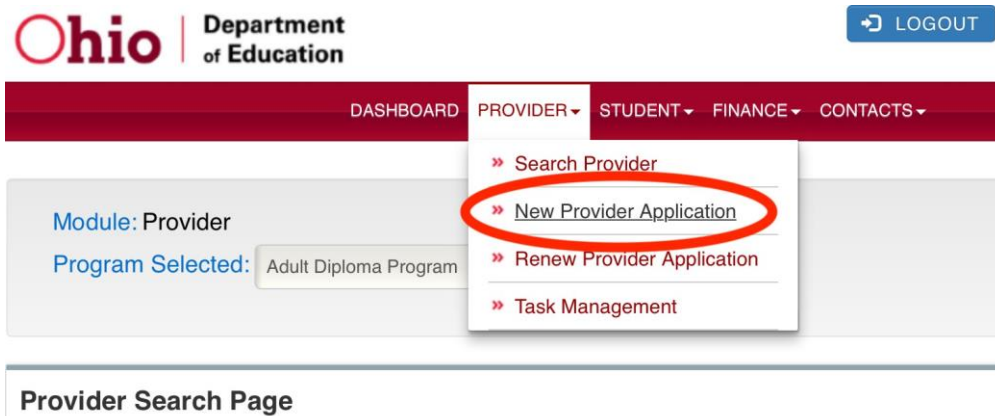 Ohio Department
of Education
LOGOUT
DASHBOARD PROVIDER STUDENT FINANCE CONTACTS
» Search Provider
» New Provider Application
» Renew Provider Application
» Task Management
Module: Provider
Program Selected: Adult Diploma Program
Provider Search Page